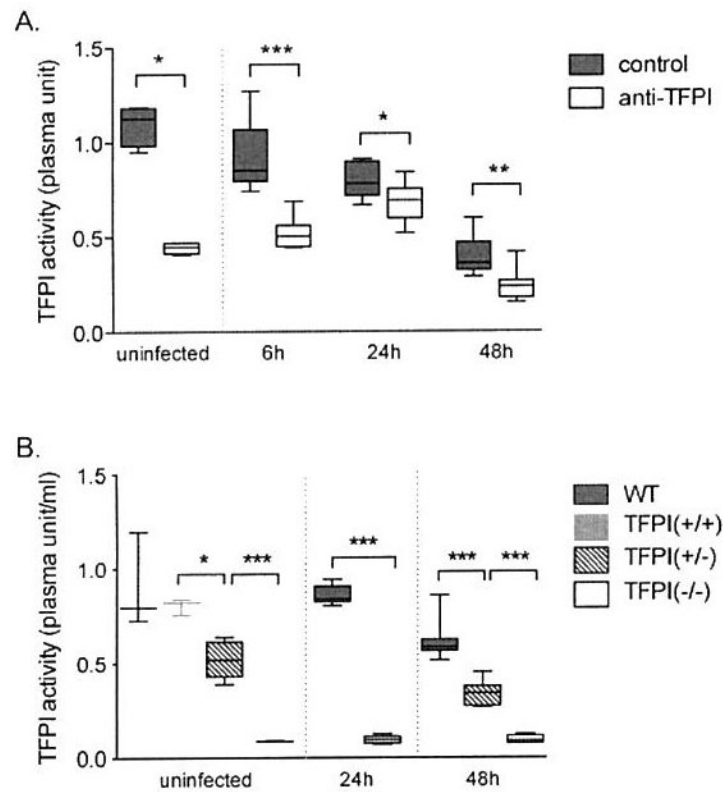 A.
1.5
1.0
0.5
0.0
TFPI activity (plasma unit)
*
***
*
**
control
anti-TFPI
uninfected 6h 24h 48h
B.
1.5
1.0
0.5
0.0
TFPI activity (plasma unit/ml)
* ***
***
*** ***
WT
TFPI(+/+)
TFPI(+/-)
TFPI(-/-)
uninfected 24h 48h